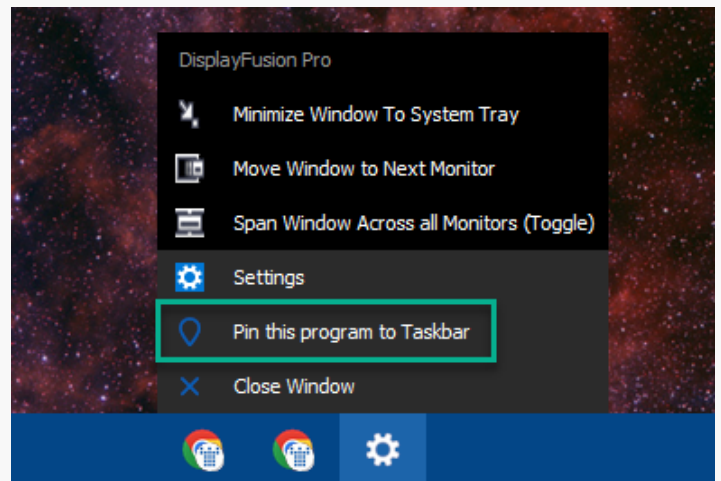 DisplayFusion Pro
Minimize Window To System Tray
Move Window to Next Monitor
Span Window Across all Monitors (Toggle)
Settings
Pin this program to Taskbar
Close Window